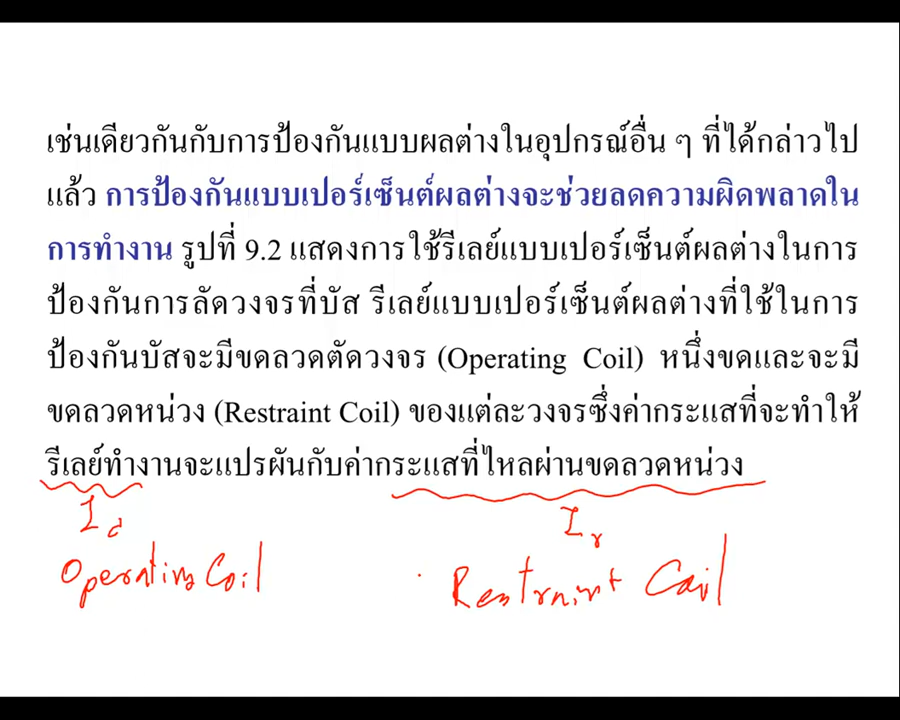 เช่นเดียวกันกับการป้องกันแบบผลต่างในอุปกรณ์อื่น ๆ ที่ได้กล่าวไป
แล้ว การป้องกันแบบเปอร์เซ็นต์ผลต่างจะช่วยลดความผิดพลาดใน
การทำงาน รูปที่ 9.2 แสดงการใช้รีเลย์แบบเปอร์เซ็นต์ผลต่างในการ
ป้องกันการลัดวงจรที่บัส รีเลย์แบบเปอร์เซ็นต์ผลต่างที่ใช้ในการ
ป้องกันบัสจะมีขดลวดตัดวงจร (Operating Coil) หนึ่งขดและจะมี
ขดลวดหน่วง (Restraint Coil) ของแต่ละวงจรซึ่งค่ากระแสที่จะทำให้
รีเลย์ทำงานจะแปรผันกับค่ากระแสที่ไหลผ่านขดลวดหน่วง
Id Ir
Operating Coil Restraint Coil